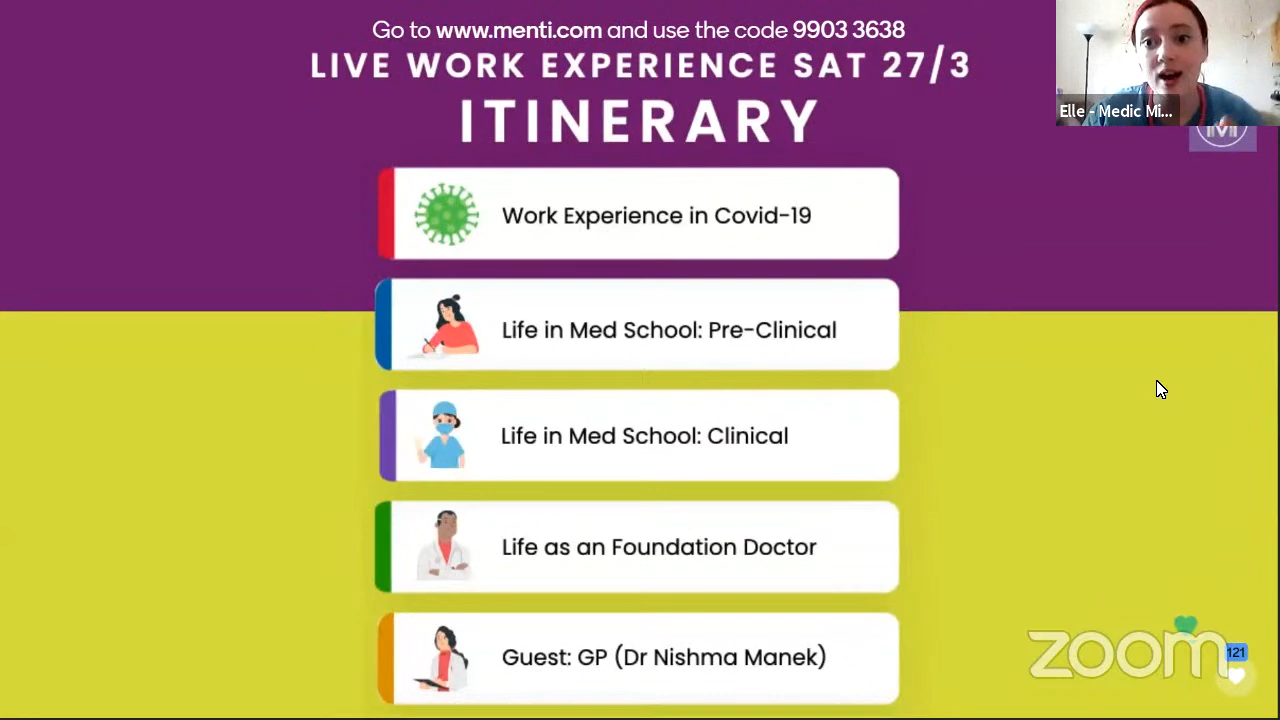 Go to www.menti.com and use the code 9903 3638
LIVE WORK EXPERIENCE SAT 27/3
ITINERARY
Elle - Medic Mi...
M
Work Experience in Covid-19
Life in Med School: Pre-Clinical
Life in Med School: Clinical
Life as an Foundation Doctor
Guest: GP (Dr Nishma Manek)
zoom
121